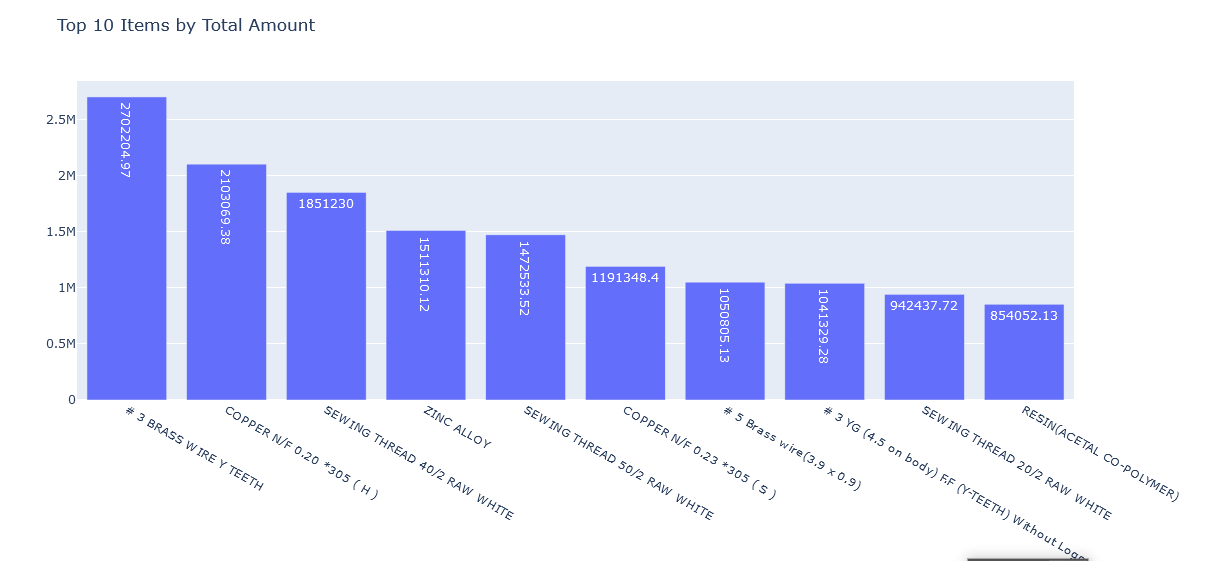 Top 10 Items by Total Amount
2.5M
2M
1.5M
1M
0.5M
0
2702204.97
2103069.38
1851230
1511310.12
1472533.52
1191348.4
1050805.13
1041329.28
942437.72
854052.13
# 3 BRASS WIRE Y TEETH
COPPER N/F 0.20 *305 ( H )
SEWING THREAD 40/2 RAW WHITE
ZINC ALLOY
SEWING THREAD 50/2 RAW WHITE
COPPER N/F 0.23 *305 ( S )
# 5 Brass wire(3.9 x 0.9)
# 3 YG (4.5 on body) F.F (Y-TEETH) Without
SEWING THREAD 20/2 RAW WHITE
RESIN(ACETAL CO-POLYMER)